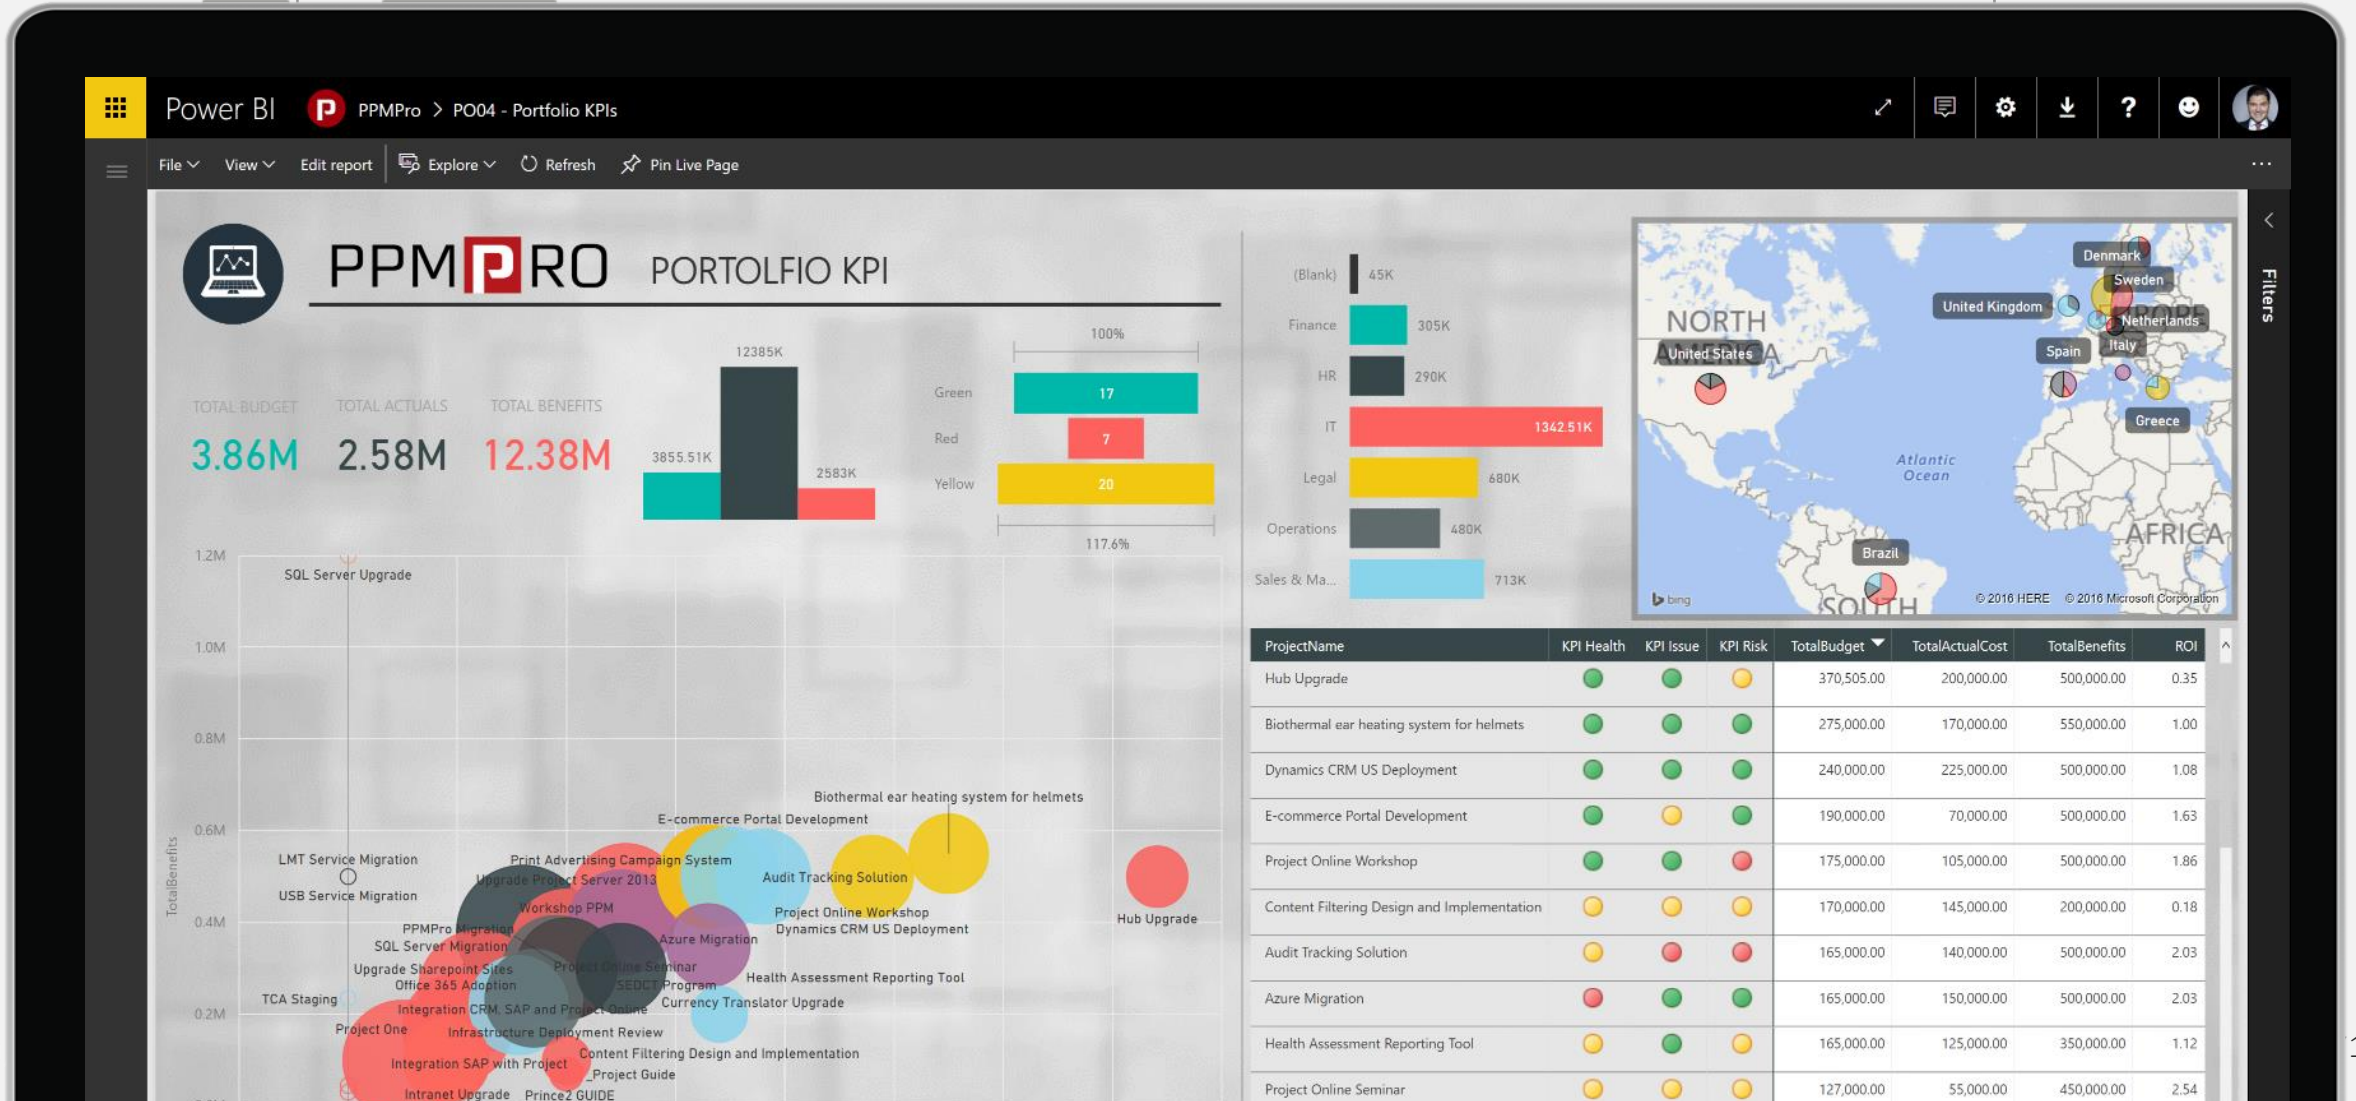 Power BI
P
PPMPro > PO04 - Portfolio KPIs
?
File
View
Edit report
Explore
Refresh
Pin Live Page
...
Filters
PPMPRO
PORTOLFIO KPI
TOTAL BUDGET
3.86M
TOTAL ACTUALS
2.58M
TOTAL BENEFITS
12.38M
3855.51K
12385K
2583K
100%
Green
17
Red
7
Yellow
20
117.6%
(Blank)
45K
Finance
305K
HR
290K
IT
1342.51K
Legal
680K
Operations
480K
Sales & Ma...
713K
NORTH
AMERICA
United States
Denmark
Sweden
United Kingdom
EUROPE
Netherlands
Italy
Spain
Greece
Atlantic
Ocean
AFRICA
Brazil
SOUTH
bing
© 2016 HERE © 2016 Microsoft Corporation
1.2M
1.0M
0.8M
0.6M
0.4M
0.2M
TotalBenefits
SQL Server Upgrade
Biothermal ear heating system for helmets
E-commerce Portal Development
LMT Service Migration
Print Advertising Campaign System
Upgrade Project Server 2013
Audit Tracking Solution
USB Service Migration
Workshop PPM
Project Online Workshop
Hub Upgrade
PPMPro Migration
Dynamics CRM US Deployment
SQL Server Migration
Azure Migration
Upgrade Sharepoint Sites
Project Online Seminar
Health Assessment Reporting Tool
Office 365 Adoption
SEDCT Program
TCA Staging
Currency Translator Upgrade
Integration CRM, SAP and Project Online
Project One
Infrastructure Deployment Review
Content Filtering Design and Implementation
Integration SAP with Project
_Project Guide
Intranet Upgrade
Prince2 GUIDE
ProjectName KPI Health KPI Issue KPI Risk TotalBudget TotalActualCost TotalBenefits ROI
Hub Upgrade 370,505.00 200,000.00 500,000.00 0.35
Biothermal ear heating system for helmets 275,000.00 170,000.00 550,000.00 1.00
Dynamics CRM US Deployment 240,000.00 225,000.00 500,000.00 1.08
E-commerce Portal Development 190,000.00 70,000.00 500,000.00 1.63
Project Online Workshop 175,000.00 105,000.00 500,000.00 1.86
Content Filtering Design and Implementation 170,000.00 145,000.00 200,000.00 0.18
Audit Tracking Solution 165,000.00 140,000.00 500,000.00 2.03
Azure Migration 165,000.00 150,000.00 500,000.00 2.03
Health Assessment Reporting Tool 165,000.00 125,000.00 350,000.00 1.12
Project Online Seminar 127,000.00 55,000.00 450,000.00 2.54